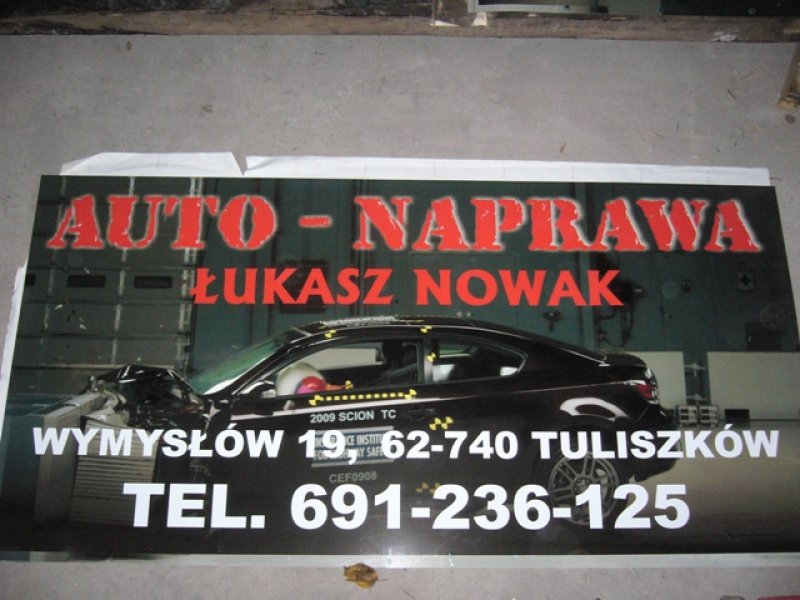 AUTO - NAPRAWA
ŁUKASZ NOWAK
2009 SCION TC
WYMYSŁÓW 19, 62-740 TULISZKÓW
CEF0908
TEL. 691-236-125